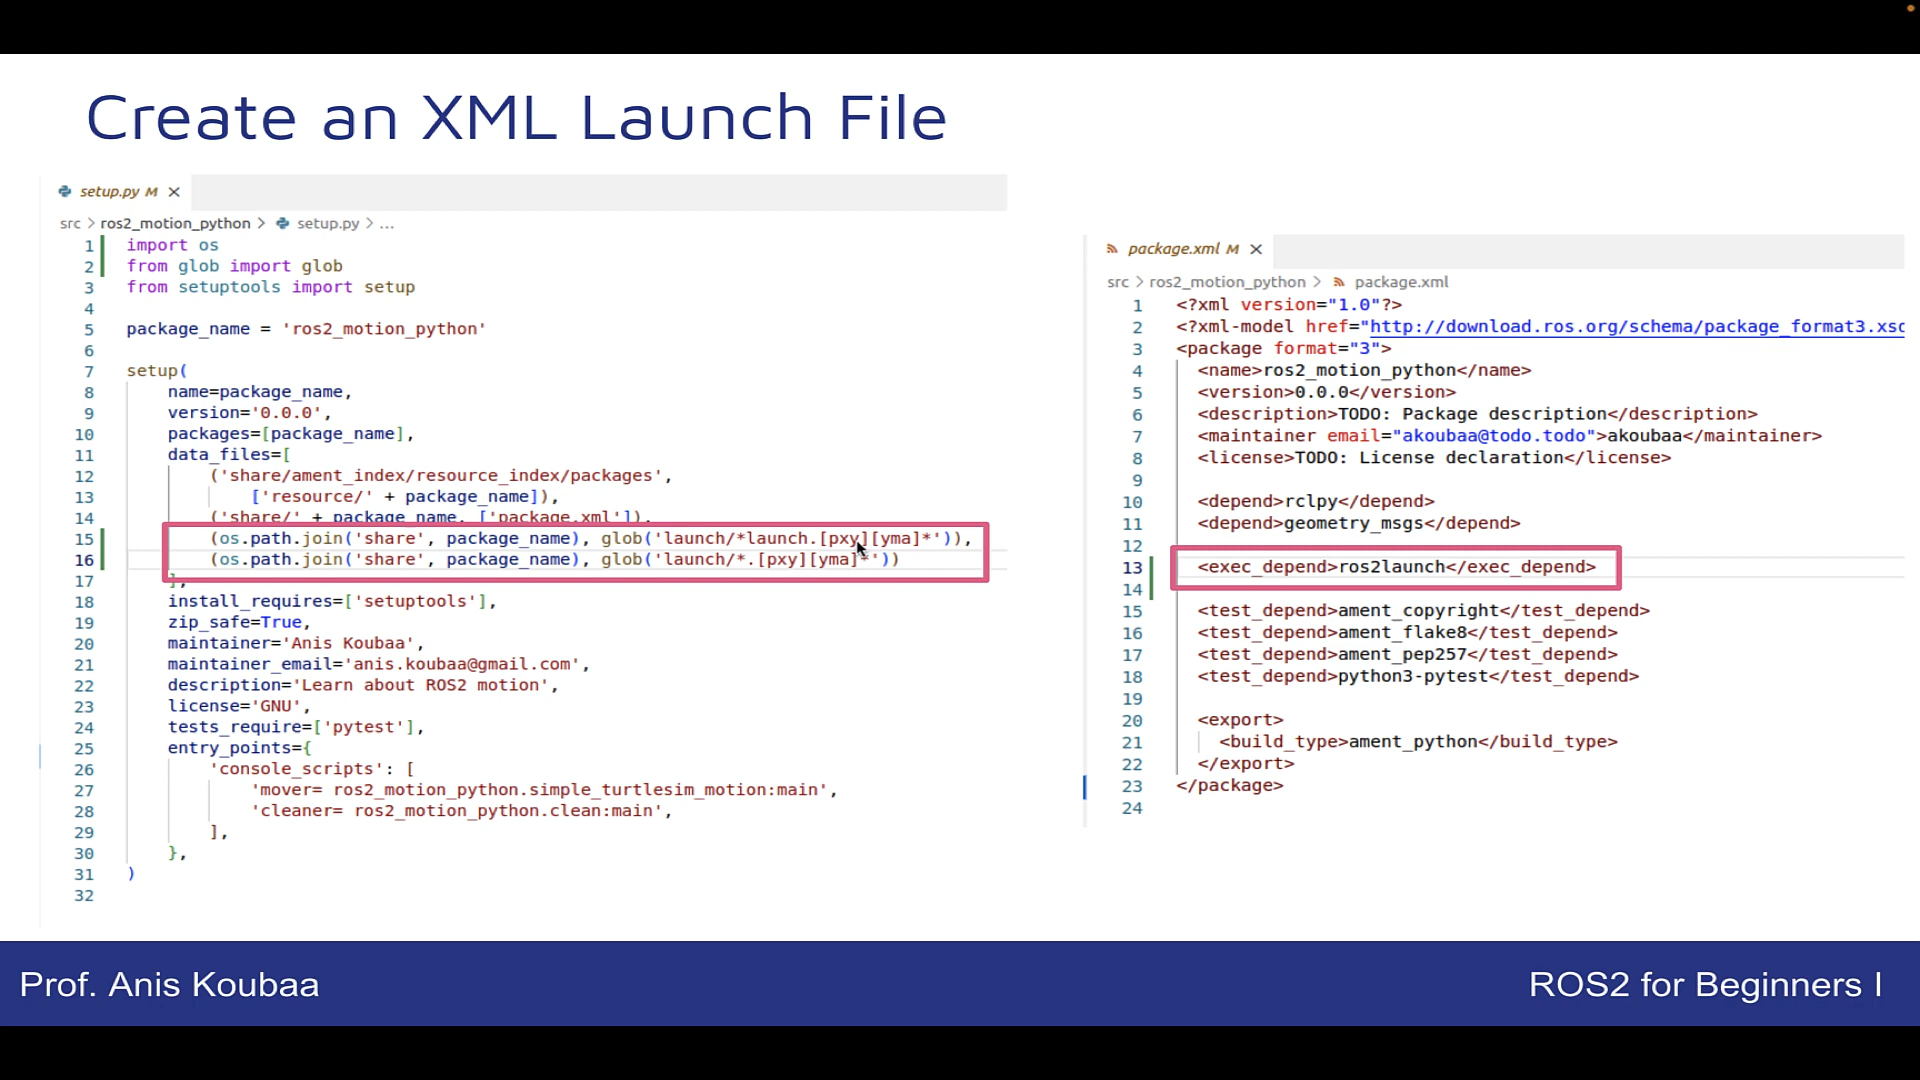 Create an XML Launch File
setup.py M
src > ros2_motion_python > setup.py > ...
1 import os
2 from glob import glob
3 from setuptools import setup
4
5 package_name = 'ros2_motion_python'
6
7 setup(
8 name=package_name,
9 version='0.0.0',
10 packages=[package_name],
11 data_files=[
12 ('share/ament_index/resource_index/packages',
13 ['resource/' + package_name]),
14 ('share/' + package_name, ['package.xml']),
15 (os.path.join('share', package_name), glob('launch/*launch.[pxy][yma]*')),
16 (os.path.join('share', package_name), glob('launch/*.[pxy][yma]*'))
17 ],
18 install_requires=['setuptools'],
19 zip_safe=True,
20 maintainer='Anis Koubaa',
21 maintainer_email='anis.koubaa@gmail.com',
22 description='Learn about ROS2 motion',
23 license='GNU',
24 tests_require=['pytest'],
25 entry_points={
26 'console_scripts': [
27 'mover= ros2_motion_python.simple_turtlesim_motion:main',
28 'cleaner= ros2_motion_python.clean:main',
29 ],
30 },
31 )
32
package.xml M
src > ros2_motion_python > package.xml
1 <?xml version="1.0"?>
2 <?xml-model href="http://download.ros.org/schema/package_format3.xsd
3 <package format="3">
4 <name>ros2_motion_python</name>
5 <version>0.0.0</version>
6 <description>TODO: Package description</description>
7 <maintainer email="akoubaa@todo.todo">akoubaa</maintainer>
8 <license>TODO: License declaration</license>
9
10 <depend>rclpy</depend>
11 <depend>geometry_msgs</depend>
12
13 <exec_depend>ros2launch</exec_depend>
14
15 <test_depend>ament_copyright</test_depend>
16 <test_depend>ament_flake8</test_depend>
17 <test_depend>ament_pep257</test_depend>
18 <test_depend>python3-pytest</test_depend>
19
20 <export>
21 <build_type>ament_python</build_type>
22 </export>
23 </package>
24
Prof. Anis Koubaa
ROS2 for Beginners I